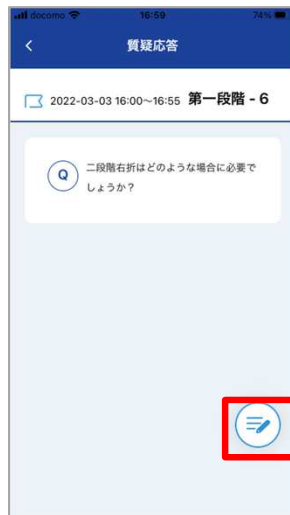 docomo 16:59 74%
質疑応答
2022-03-03 16:00~16:55 第一段階 - 6
Q 二段階右折はどのような場合に必要で
しょうか？